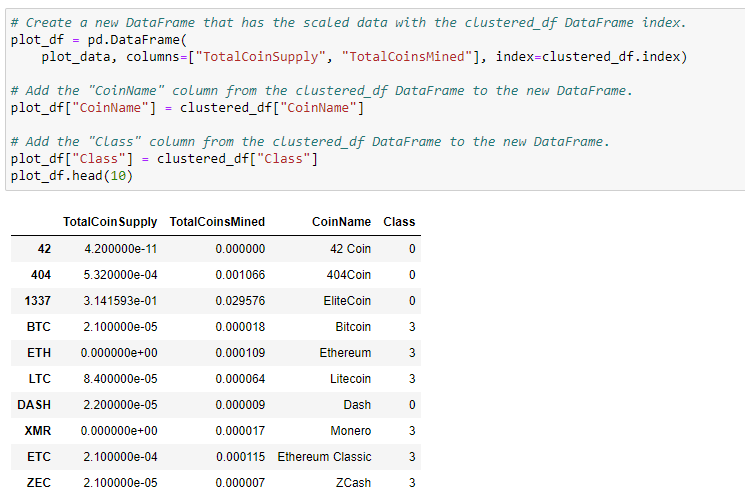 # Create a new DataFrame that has the scaled data with the clustered_df DataFrame index.
plot_df = pd.DataFrame(
    plot_data, columns=["TotalCoinSupply", "TotalCoinsMined"], index=clustered_df.index)
# Add the "CoinName" column from the clustered_df DataFrame to the new DataFrame.
plot_df["CoinName"] = clustered_df["CoinName"]
# Add the "Class" column from the clustered_df DataFrame to the new DataFrame.
plot_df["Class"] = clustered_df["Class"]
plot_df.head(10)
TotalCoinSupply TotalCoinsMined CoinName Class
42 4.200000e-11 0.000000 42 Coin 0
404 5.320000e-04 0.001066 404Coin 0
1337 3.141593e-01 0.029576 EliteCoin 0
BTC 2.100000e-05 0.000018 Bitcoin 3
ETH 0.000000e+00 0.000109 Ethereum 3
LTC 8.400000e-05 0.000064 Litecoin 3
DASH 2.200000e-05 0.000009 Dash 0
XMR 0.000000e+00 0.000017 Monero 3
ETC 2.100000e-04 0.000115 Ethereum Classic 3
ZEC 2.100000e-05 0.000007 ZCash 3